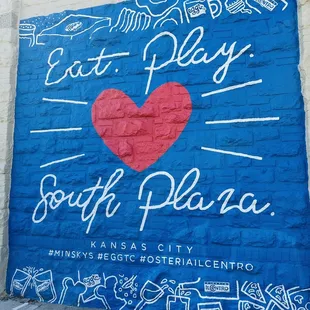 Eat. Play.
South Plaza.
KANSAS CITY
#MINSKYS #EGGTC #OSTERIAILCENTRO